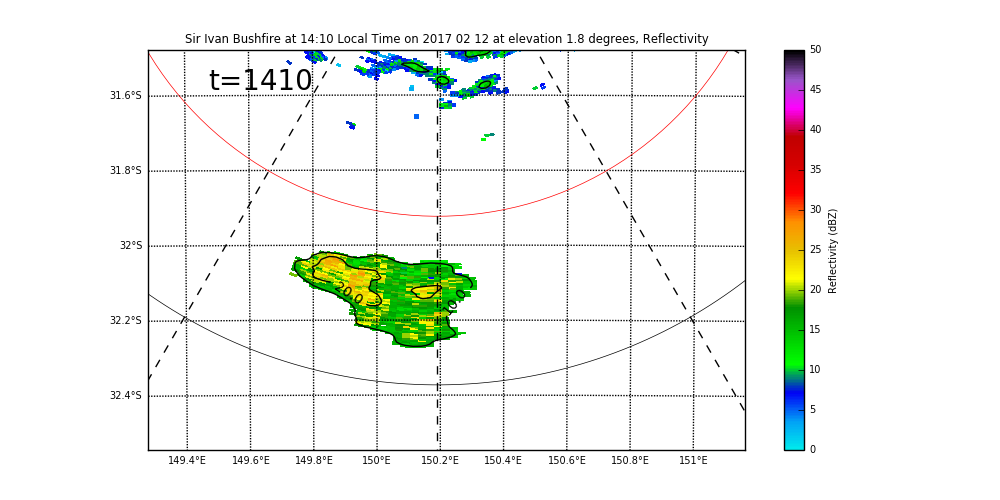 Sir Ivan Bushfire at 14:10 Local Time on 2017 02 12 at elevation 1.8 degrees, Reflectivity
t=1410
31.6°S
31.8°S
32°S
32.2°S
32.4°S
20.0
10.0
149.4°E 149.6°E 149.8°E 150°E 150.2°E 150.4°E 150.6°E 150.8°E 151°E
50
45
40
35
30
25
20
15
10
5
0
Reflectivity (dBZ)